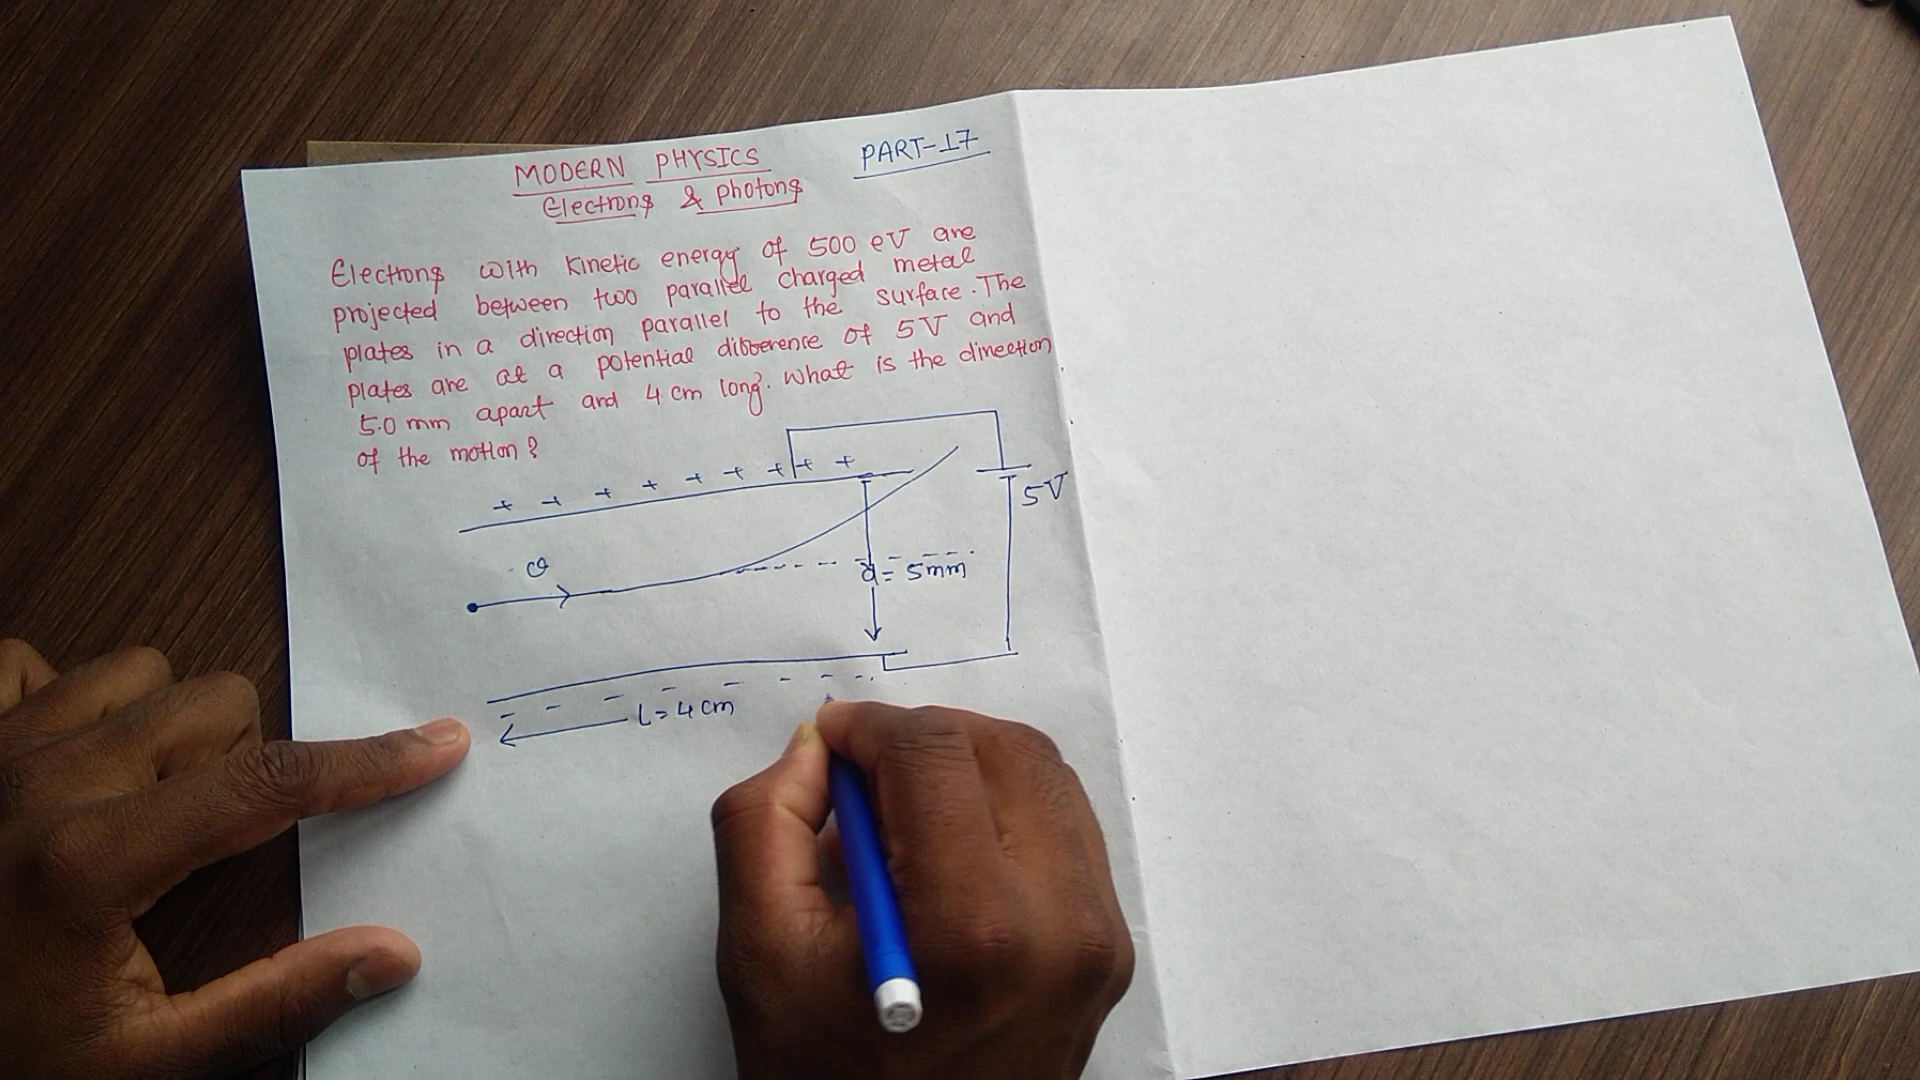 MODERN PHYSICS
PART-17
Electrons & Photons
Electrons with kinetic energy of 500 eV are
projected between two parallel charged metal
plates in a direction parallel to the surface. The
plates are at a potential difference of 5V and
5.0 mm apart and 4 cm long. What is the direction
of the motion?
+ + + + + + + + +
5V
v
d = 5mm
L = 4 cm